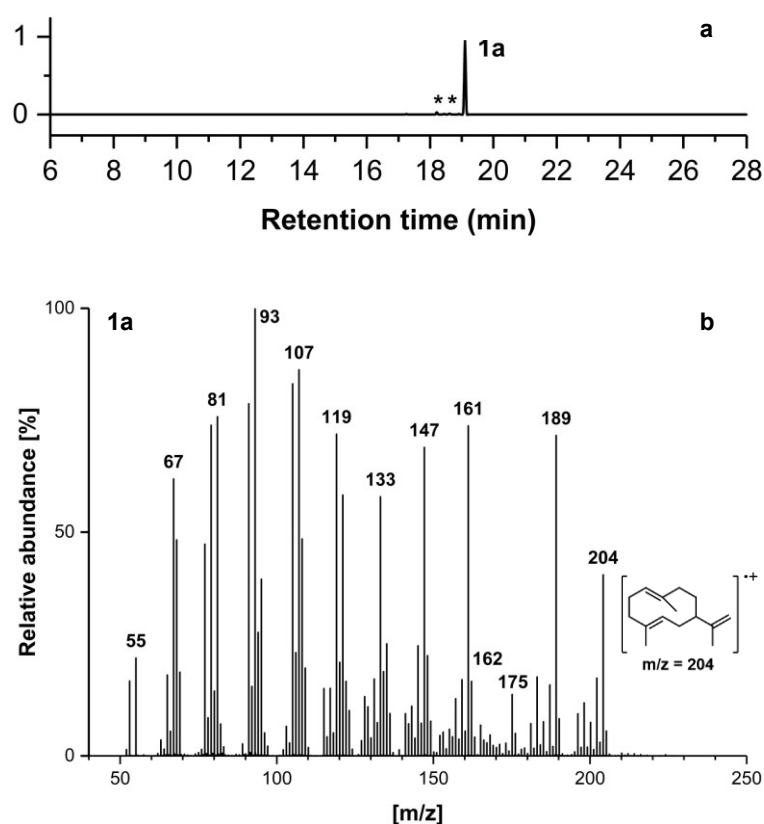 1
0
1a
a
* *
6 8 10 12 14 16 18 20 22 24 26 28
Retention time (min)
1a
b
100
50
0
Relative abundance [%]
55
67
81
93
107
119
133
147
161
162
175
189
204
•+
m/z = 204
50 100 150 200 250
[m/z]